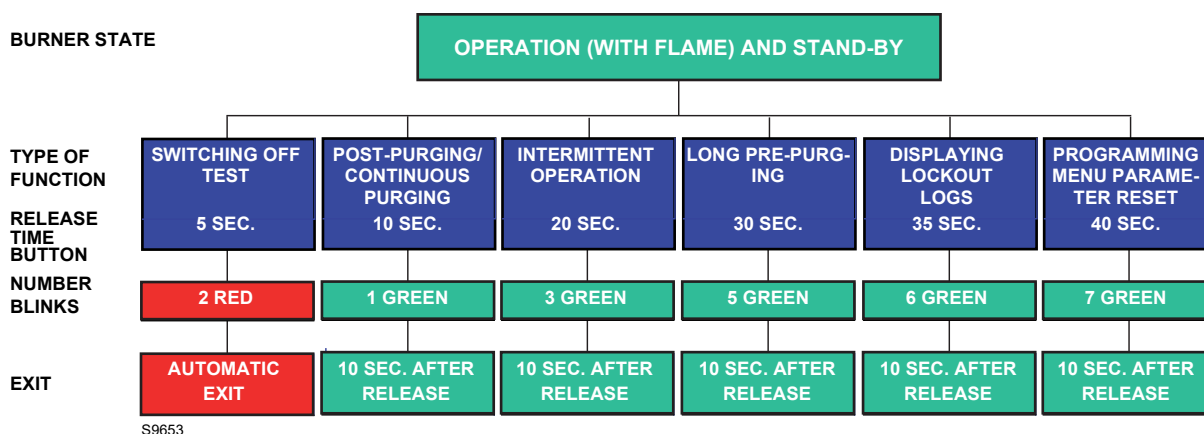 BURNER STATE
OPERATION (WITH FLAME) AND STAND-BY
TYPE OF
FUNCTION
SWITCHING OFF
TEST
POST-PURGING/
CONTINUOUS
PURGING
INTERMITTENT
OPERATION
LONG PRE-PURG-
ING
DISPLAYING
LOCKOUT
LOGS
PROGRAMMING
MENU PARAME-
TER RESET
RELEASE
TIME
BUTTON
5 SEC.
10 SEC.
20 SEC.
30 SEC.
35 SEC.
40 SEC.
NUMBER
BLINKS
2 RED
1 GREEN
3 GREEN
5 GREEN
6 GREEN
7 GREEN
EXIT
AUTOMATIC
EXIT
10 SEC. AFTER
RELEASE
10 SEC. AFTER
RELEASE
10 SEC. AFTER
RELEASE
10 SEC. AFTER
RELEASE
10 SEC. AFTER
RELEASE
S9653